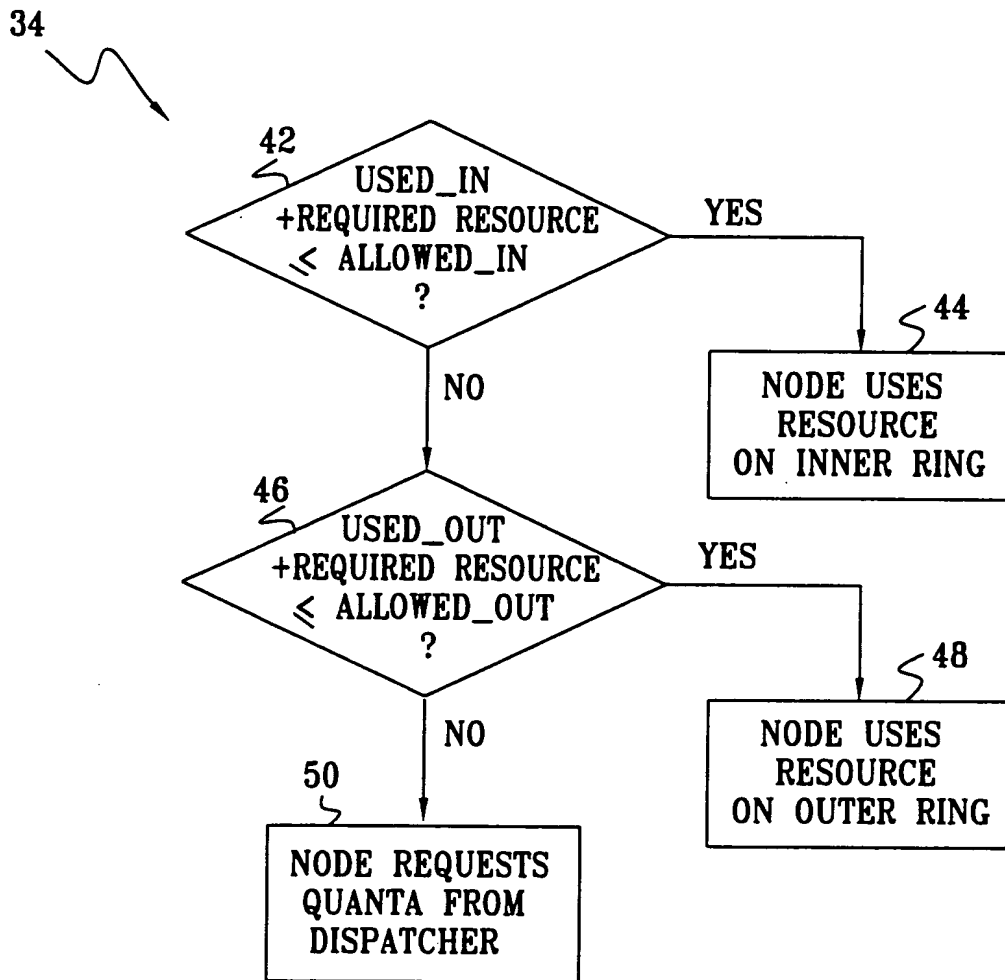 34
42
USED_IN
+REQUIRED RESOURCE
≤ ALLOWED_IN
?
YES
44
NODE USES
RESOURCE
ON INNER RING
NO
46
USED_OUT
+REQUIRED RESOURCE
≤ ALLOWED_OUT
?
YES
48
NODE USES
RESOURCE
ON OUTER RING
NO
50
NODE REQUESTS
QUANTA FROM
DISPATCHER